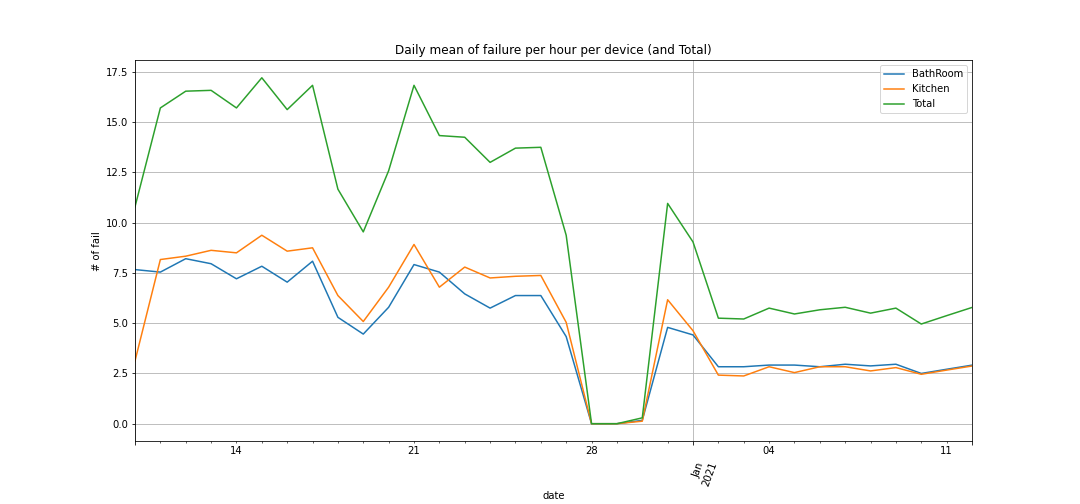 Daily mean of failure per hour per device (and Total)
17.5
15.0
12.5
10.0
7.5
5.0
2.5
0.0
# of fail
BathRoom
Kitchen
Total
14
21
28
Jan
2021
04
11
date